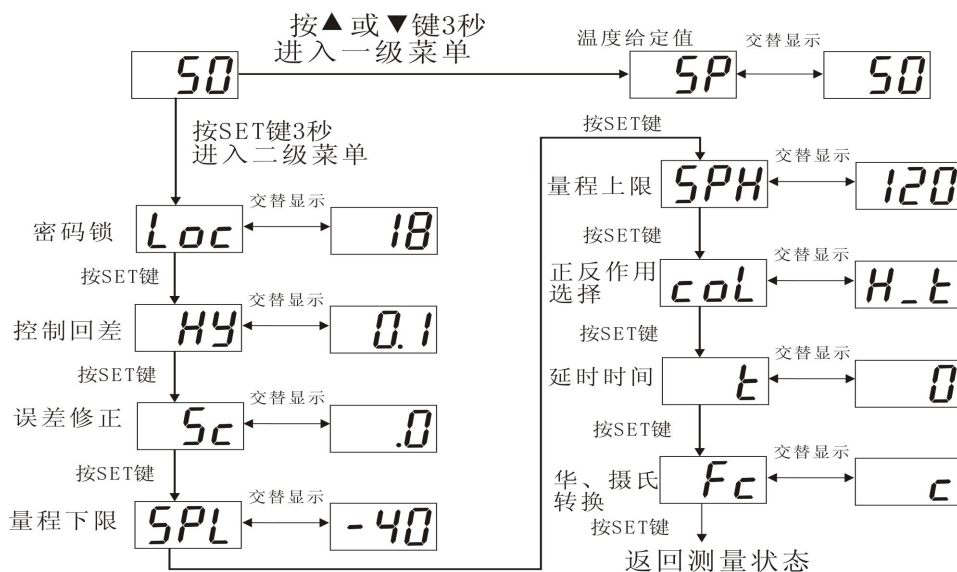 按▲或▼键3秒
进入一级菜单
50
温度给定值
SP
交替显示
50
按SET键3秒
进入二级菜单
密码锁
Loc
交替显示
18
按SET键
控制回差
HY
交替显示
0.1
按SET键
误差修正
Sc
交替显示
.0
按SET键
量程下限
SPL
交替显示
-40
按SET键
量程上限
SPH
交替显示
120
按SET键
正反作用
选择
coL
交替显示
H_t
按SET键
延时时间
t
交替显示
0
按SET键
华、摄氏
转换
Fc
交替显示
c
按SET键
返回测量状态